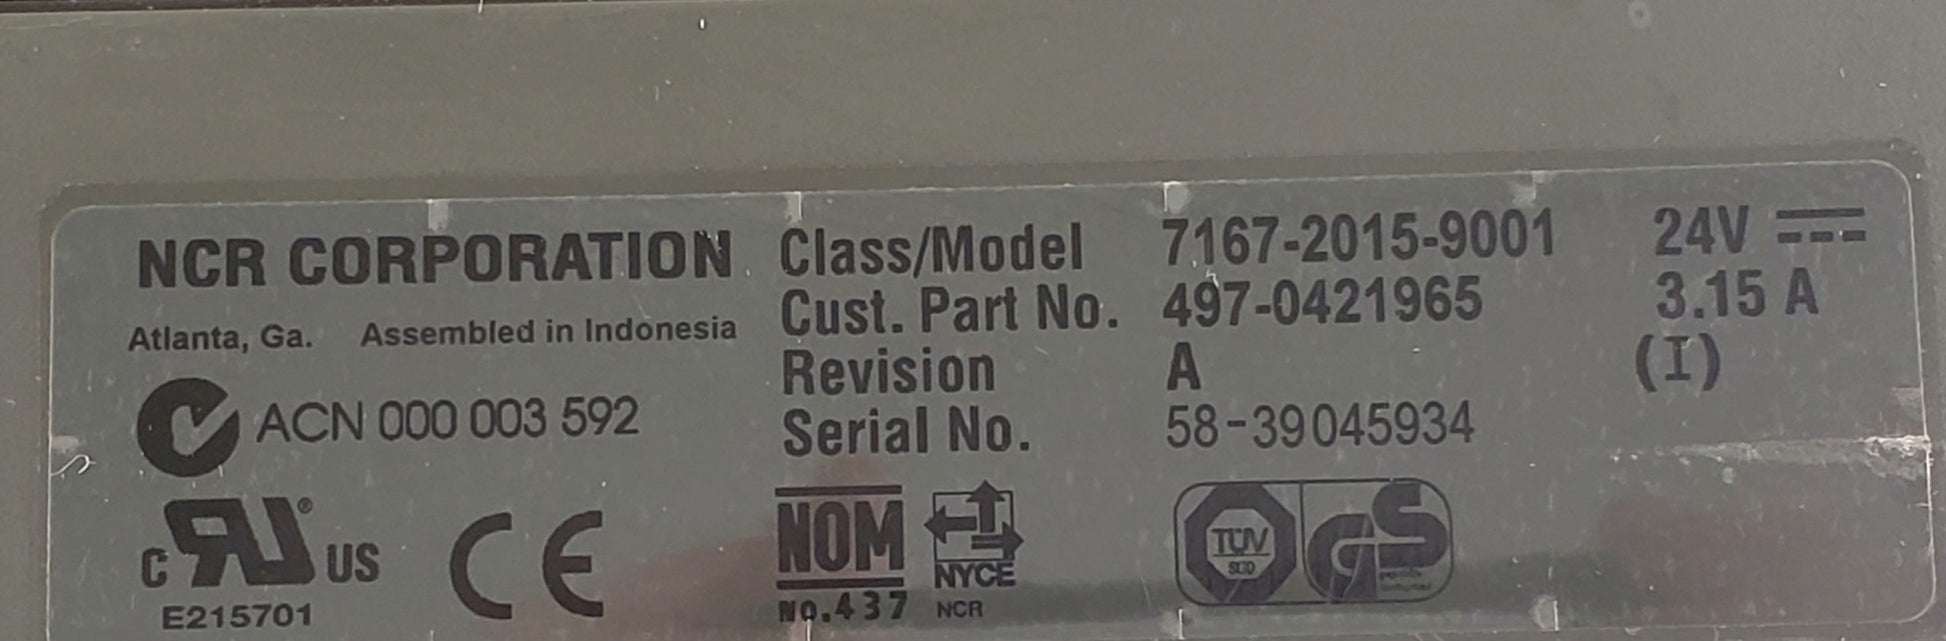 NCR CORPORATION
Atlanta, Ga. Assembled in Indonesia
ACN 000 003 592
C RU ® US
E215701
CE
Class/Model 7167-2015-9001 24V
Cust. Part No. 497-0421965 3.15 A
Revision A (I)
Serial No. 58-39045934
NOM
NO.437
NYCE
NCR
TÜV
SÜD
GS